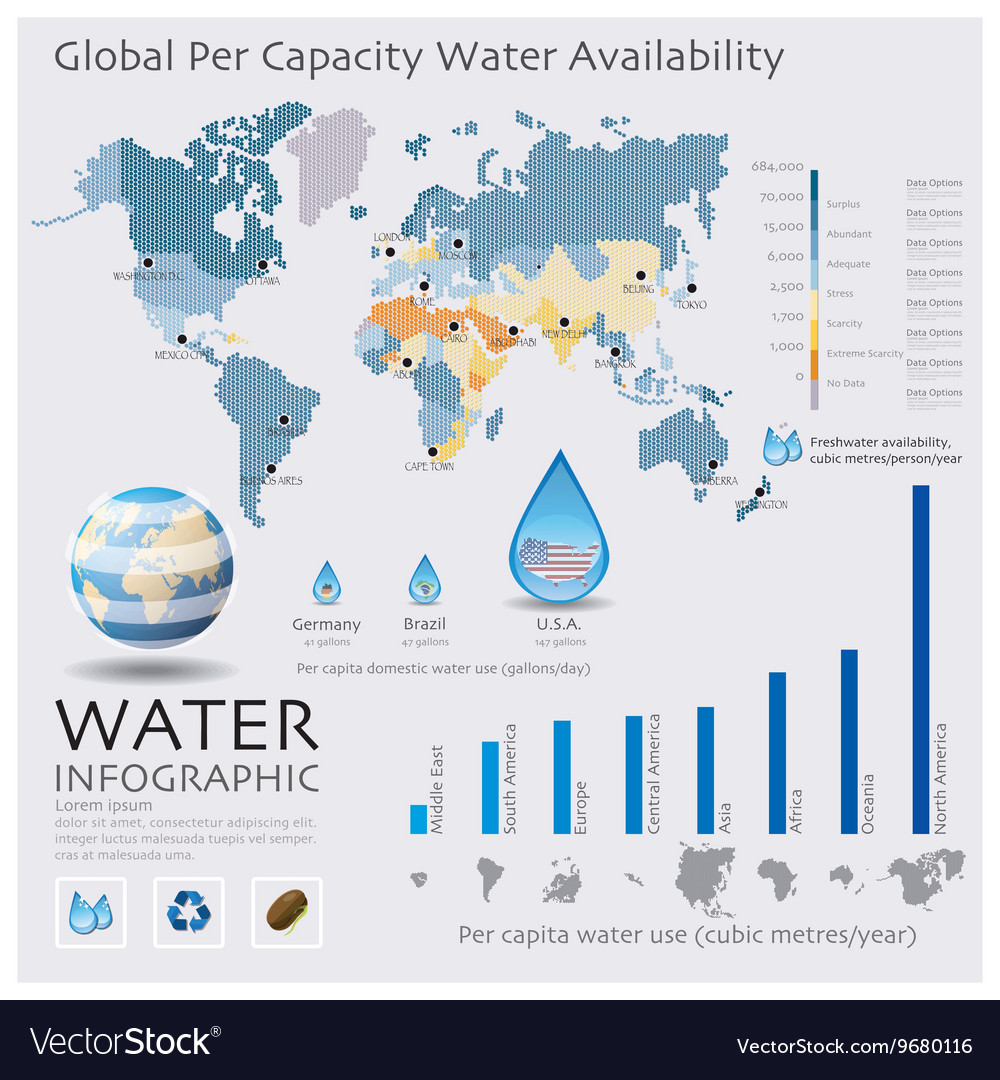 Global Per Capacity Water Availability
LONDON
MOSCOW
WASHINGTON D.C.
OTTAWA
BEIJING
ROME
TOKYO
CAIRO
ABU DHABI
NEW DELHI
MEXICO CITY
BANGKOK
ABUJA
CAPE TOWN
BUENOS AIRES
CANBERRA
WELLINGTON
684,000
70,000
Surplus
15,000
Abundant
6,000
Adequate
2,500
Stress
1,700
Scarcity
1,000
Extreme Scarcity
0
No Data
Data Options
Data Options
Data Options
Data Options
Data Options
Data Options
Data Options
Data Options
Freshwater availability,
cubic metres/person/year
Germany
41 gallons
Brazil
47 gallons
U.S.A.
147 gallons
Per capita domestic water use (gallons/day)
WATER
INFOGRAPHIC
Lorem ipsum
dolor sit amet, consectetur adipiscing elit.
integer luctus malesuada tuepis vel semper.
cras at malesuada uma.
Middle East
South America
Europe
Central America
Asia
Africa
Oceania
North America
Per capita water use (cubic metres/year)
VectorStock®
VectorStock.com/9680116